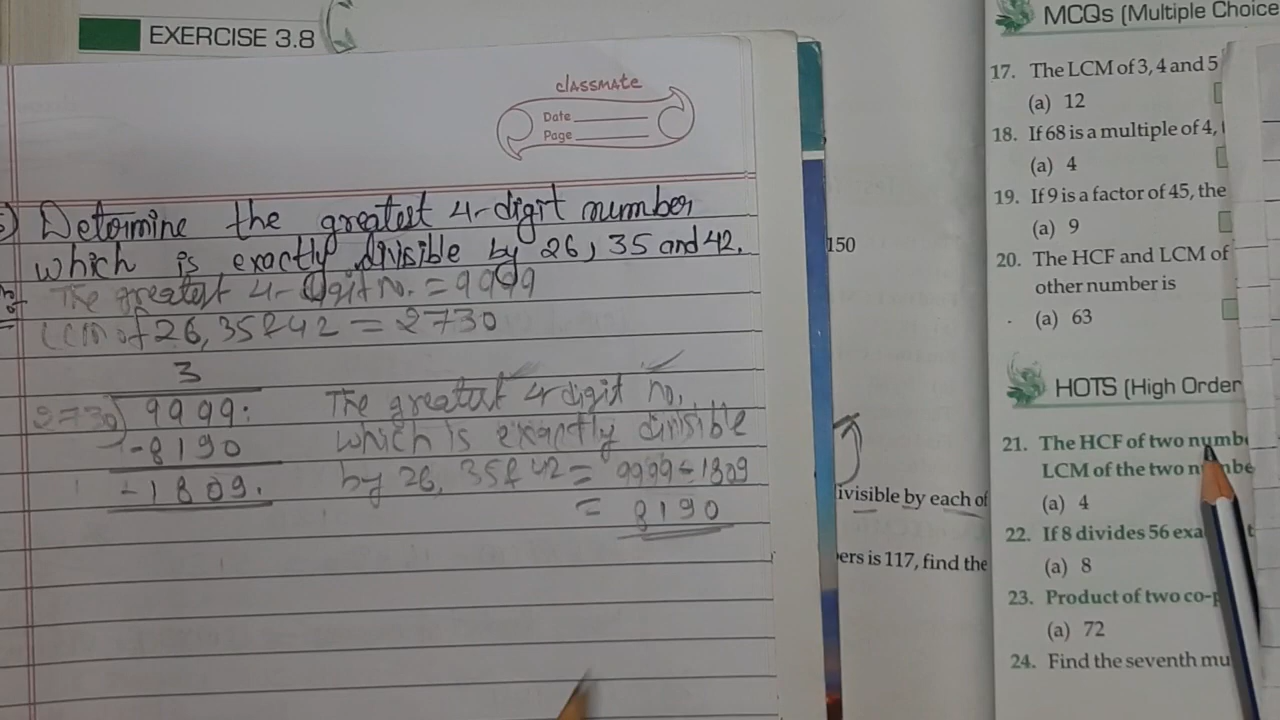 EXERCISE 3.8
classmate
Date
Page
Determine the greatest 4-digit number
which is exactly divisible by 26, 35 and 42.
The greatest 4-digit no. = 9999
LCM of 26, 35 & 42 = 2730
3
2730) 9999.
-8190
-1809.
The greatest 4 digit no.
which is exactly divisible
by 26, 35 & 42 = 9999-1809
= 8190
150
ivisible by each of
ers is 117, find the
MCQs (Multiple Choice
17. The LCM of 3, 4 and 5
(a) 12
18. If 68 is a multiple of 4,
(a) 4
19. If 9 is a factor of 45, the
(a) 9
20. The HCF and LCM of
other number is
(a) 63
HOTS (High Order
21. The HCF of two numbe
LCM of the two numbe
(a) 4
22. If 8 divides 56 exa
(a) 8
23. Product of two co-p
(a) 72
24. Find the seventh mu